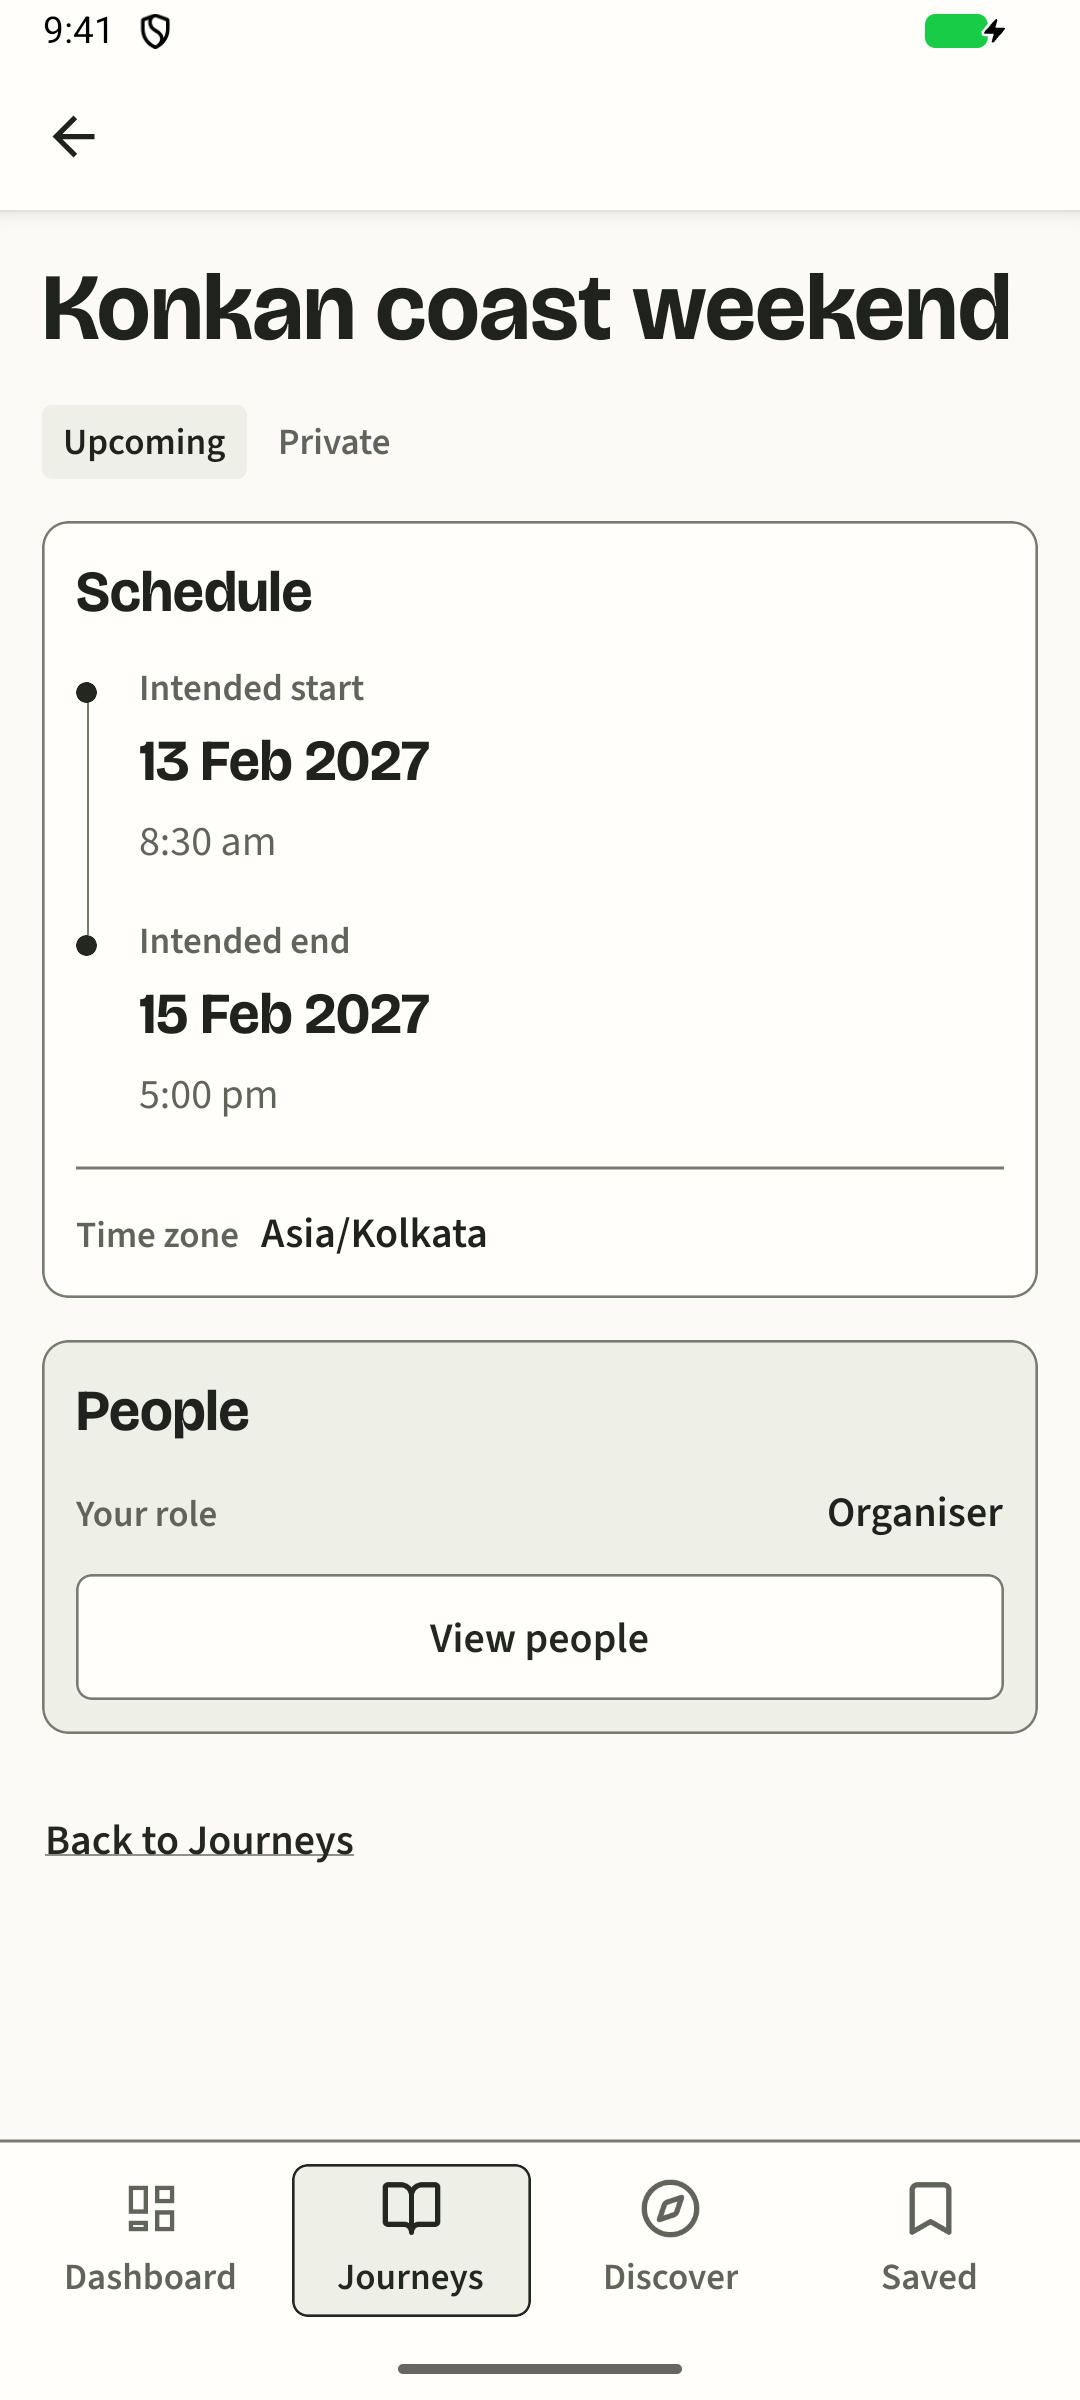 9:41
Konkan coast weekend
Upcoming Private
Schedule
Intended start
13 Feb 2027
8:30 am
Intended end
15 Feb 2027
5:00 pm
Time zone Asia/Kolkata
People
Your role Organiser
View people
Back to Journeys
Dashboard Journeys Discover Saved